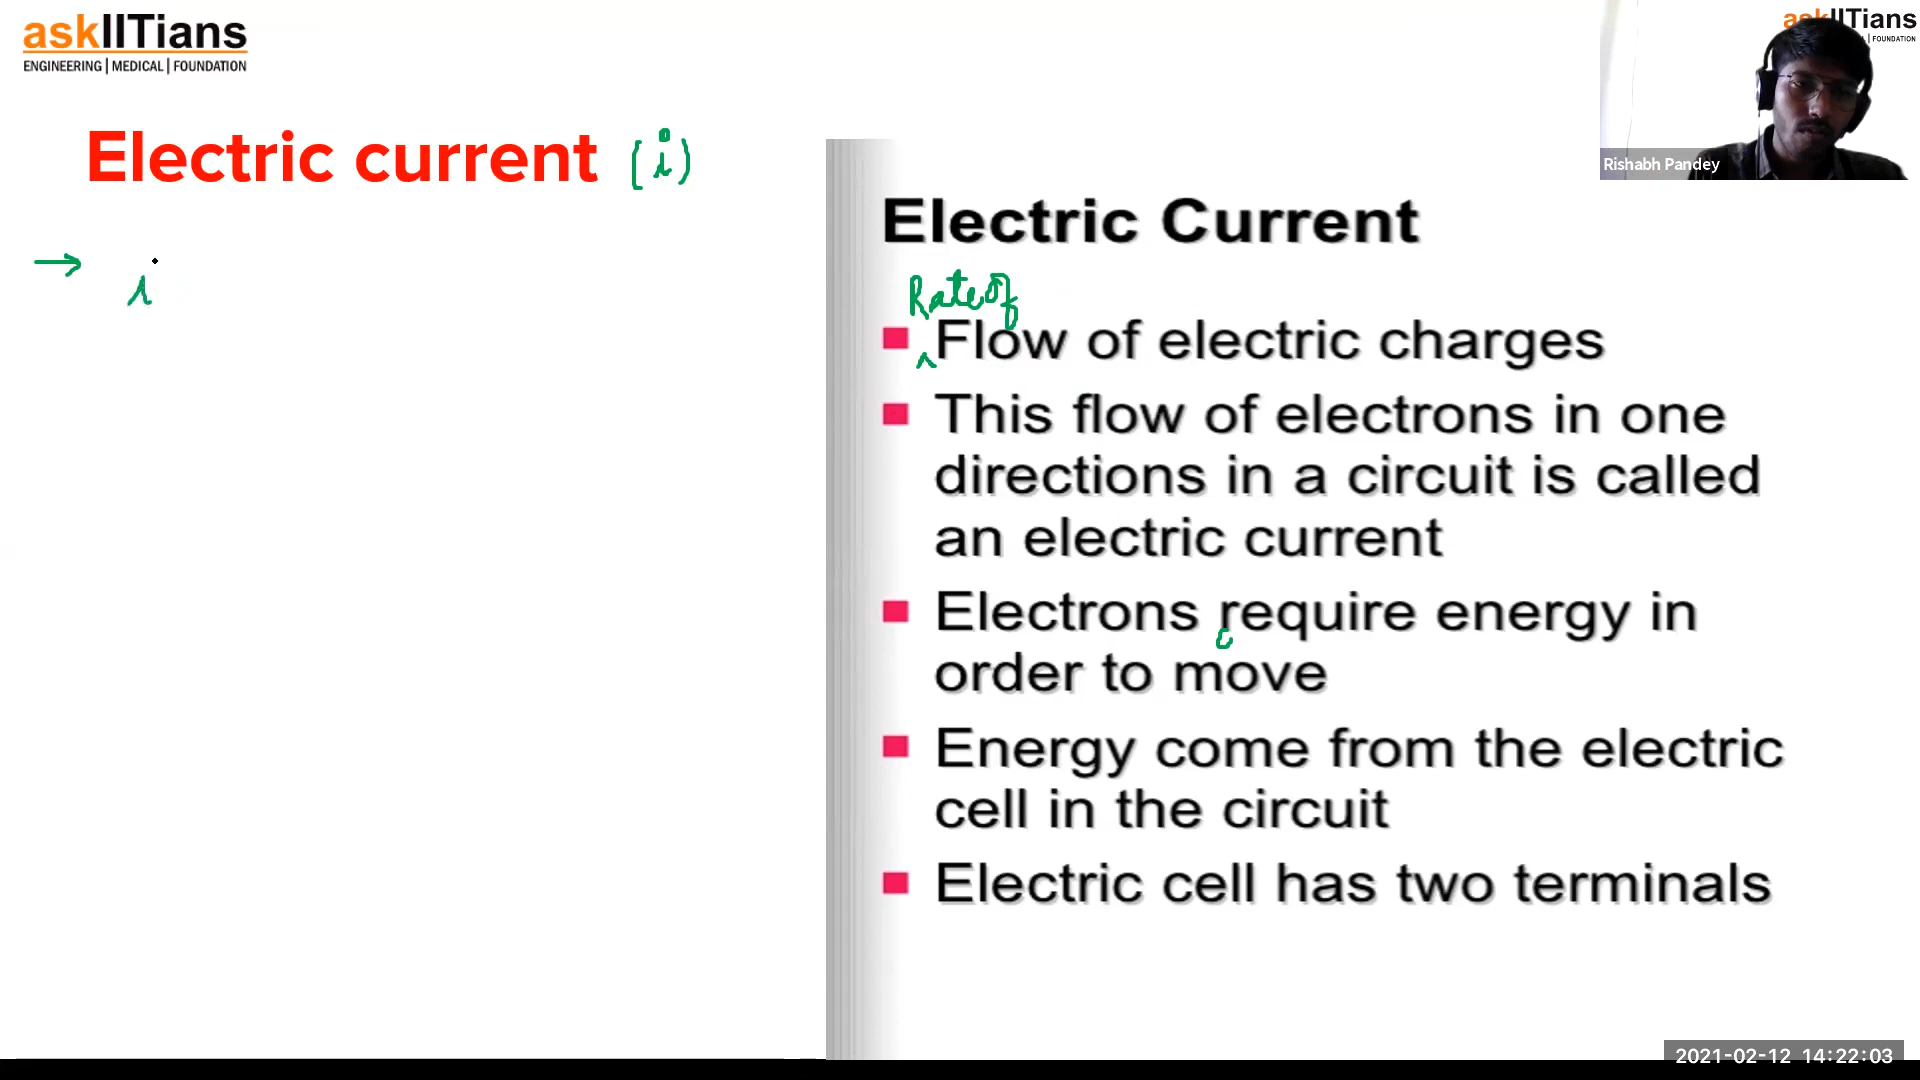 askIITians
ENGINEERING | MEDICAL | FOUNDATION
askIITians
| FOUNDATION
Rishabh Pandey
Electric current (i)
→ i
Electric Current
Rate of
^Flow of electric charges
This flow of electrons in one
directions in a circuit is called
an electric current
Electrons require energy in
order to move
Energy come from the electric
cell in the circuit
Electric cell has two terminals
2021-02-12 14:22:03